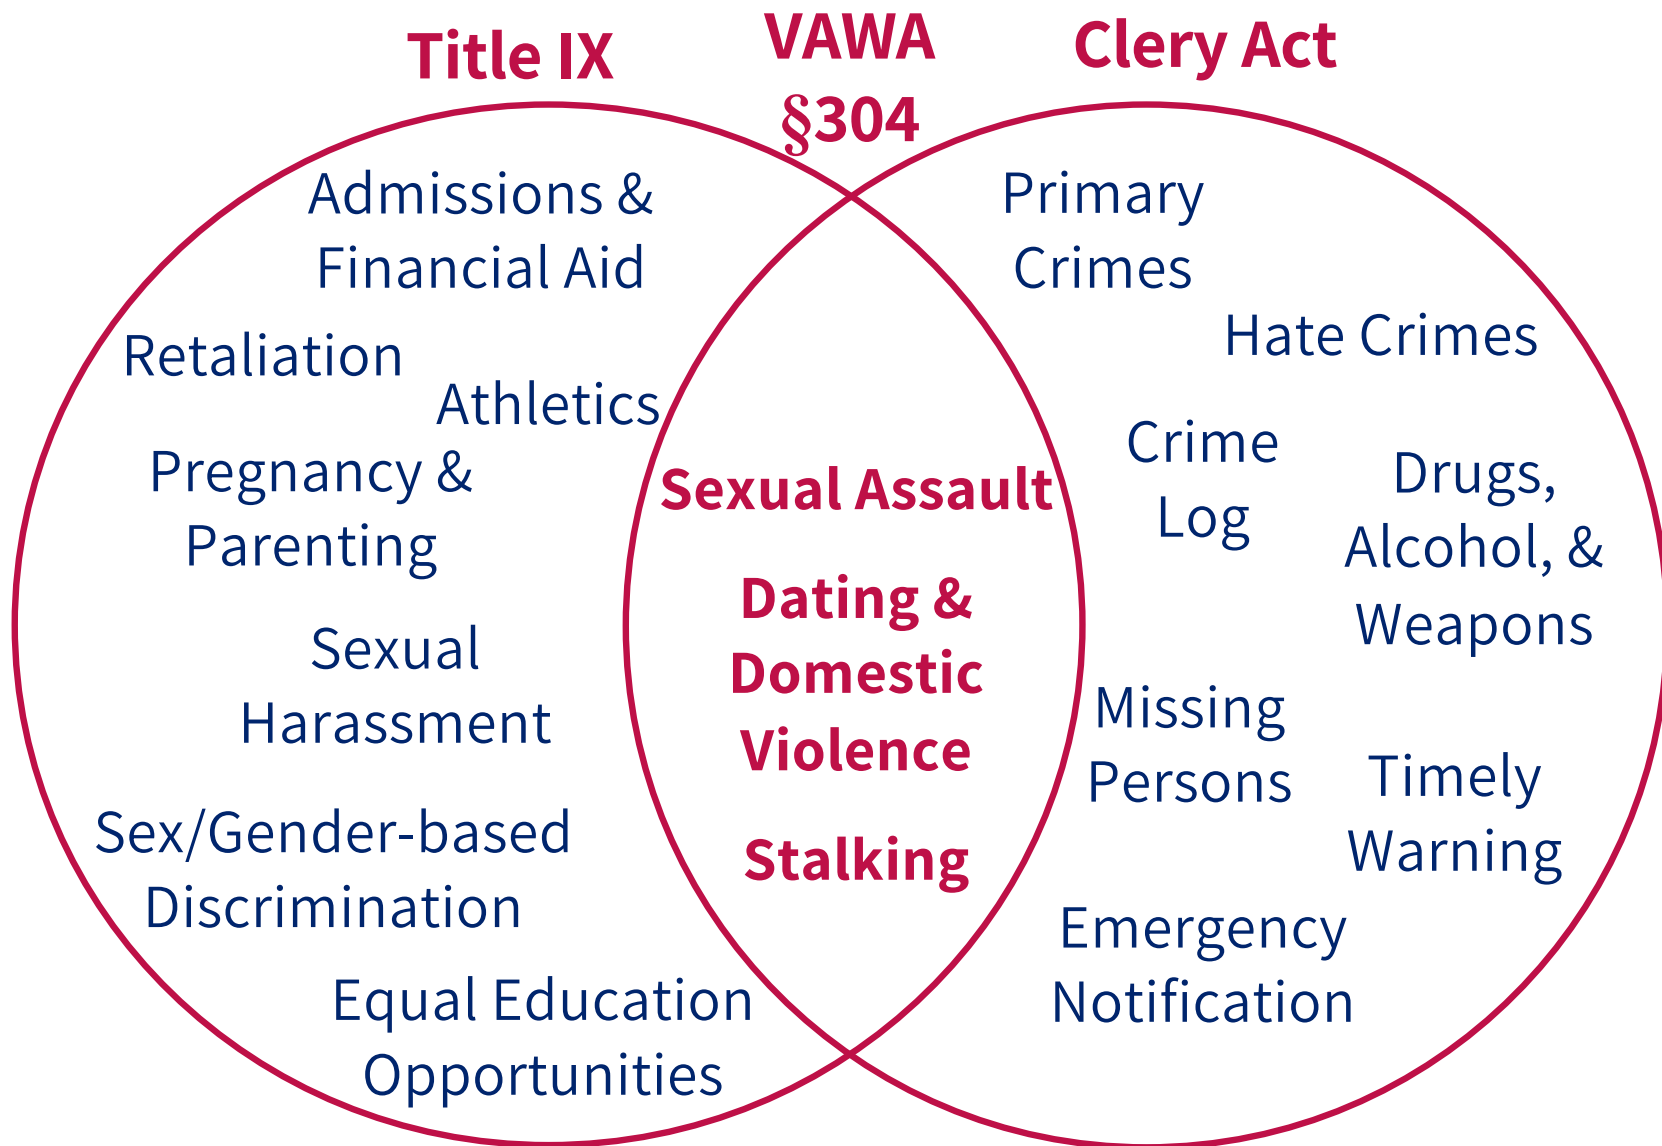 Title IX
VAWA
§304
Clery Act
Admissions &
Financial Aid
Retaliation
Athletics
Pregnancy &
Parenting
Sexual
Harassment
Sex/Gender-based
Discrimination
Equal Education
Opportunities
Sexual Assault
Dating &
Domestic
Violence
Stalking
Primary
Crimes
Hate Crimes
Crime
Log
Drugs,
Alcohol, &
Weapons
Missing
Persons
Timely
Warning
Emergency
Notification